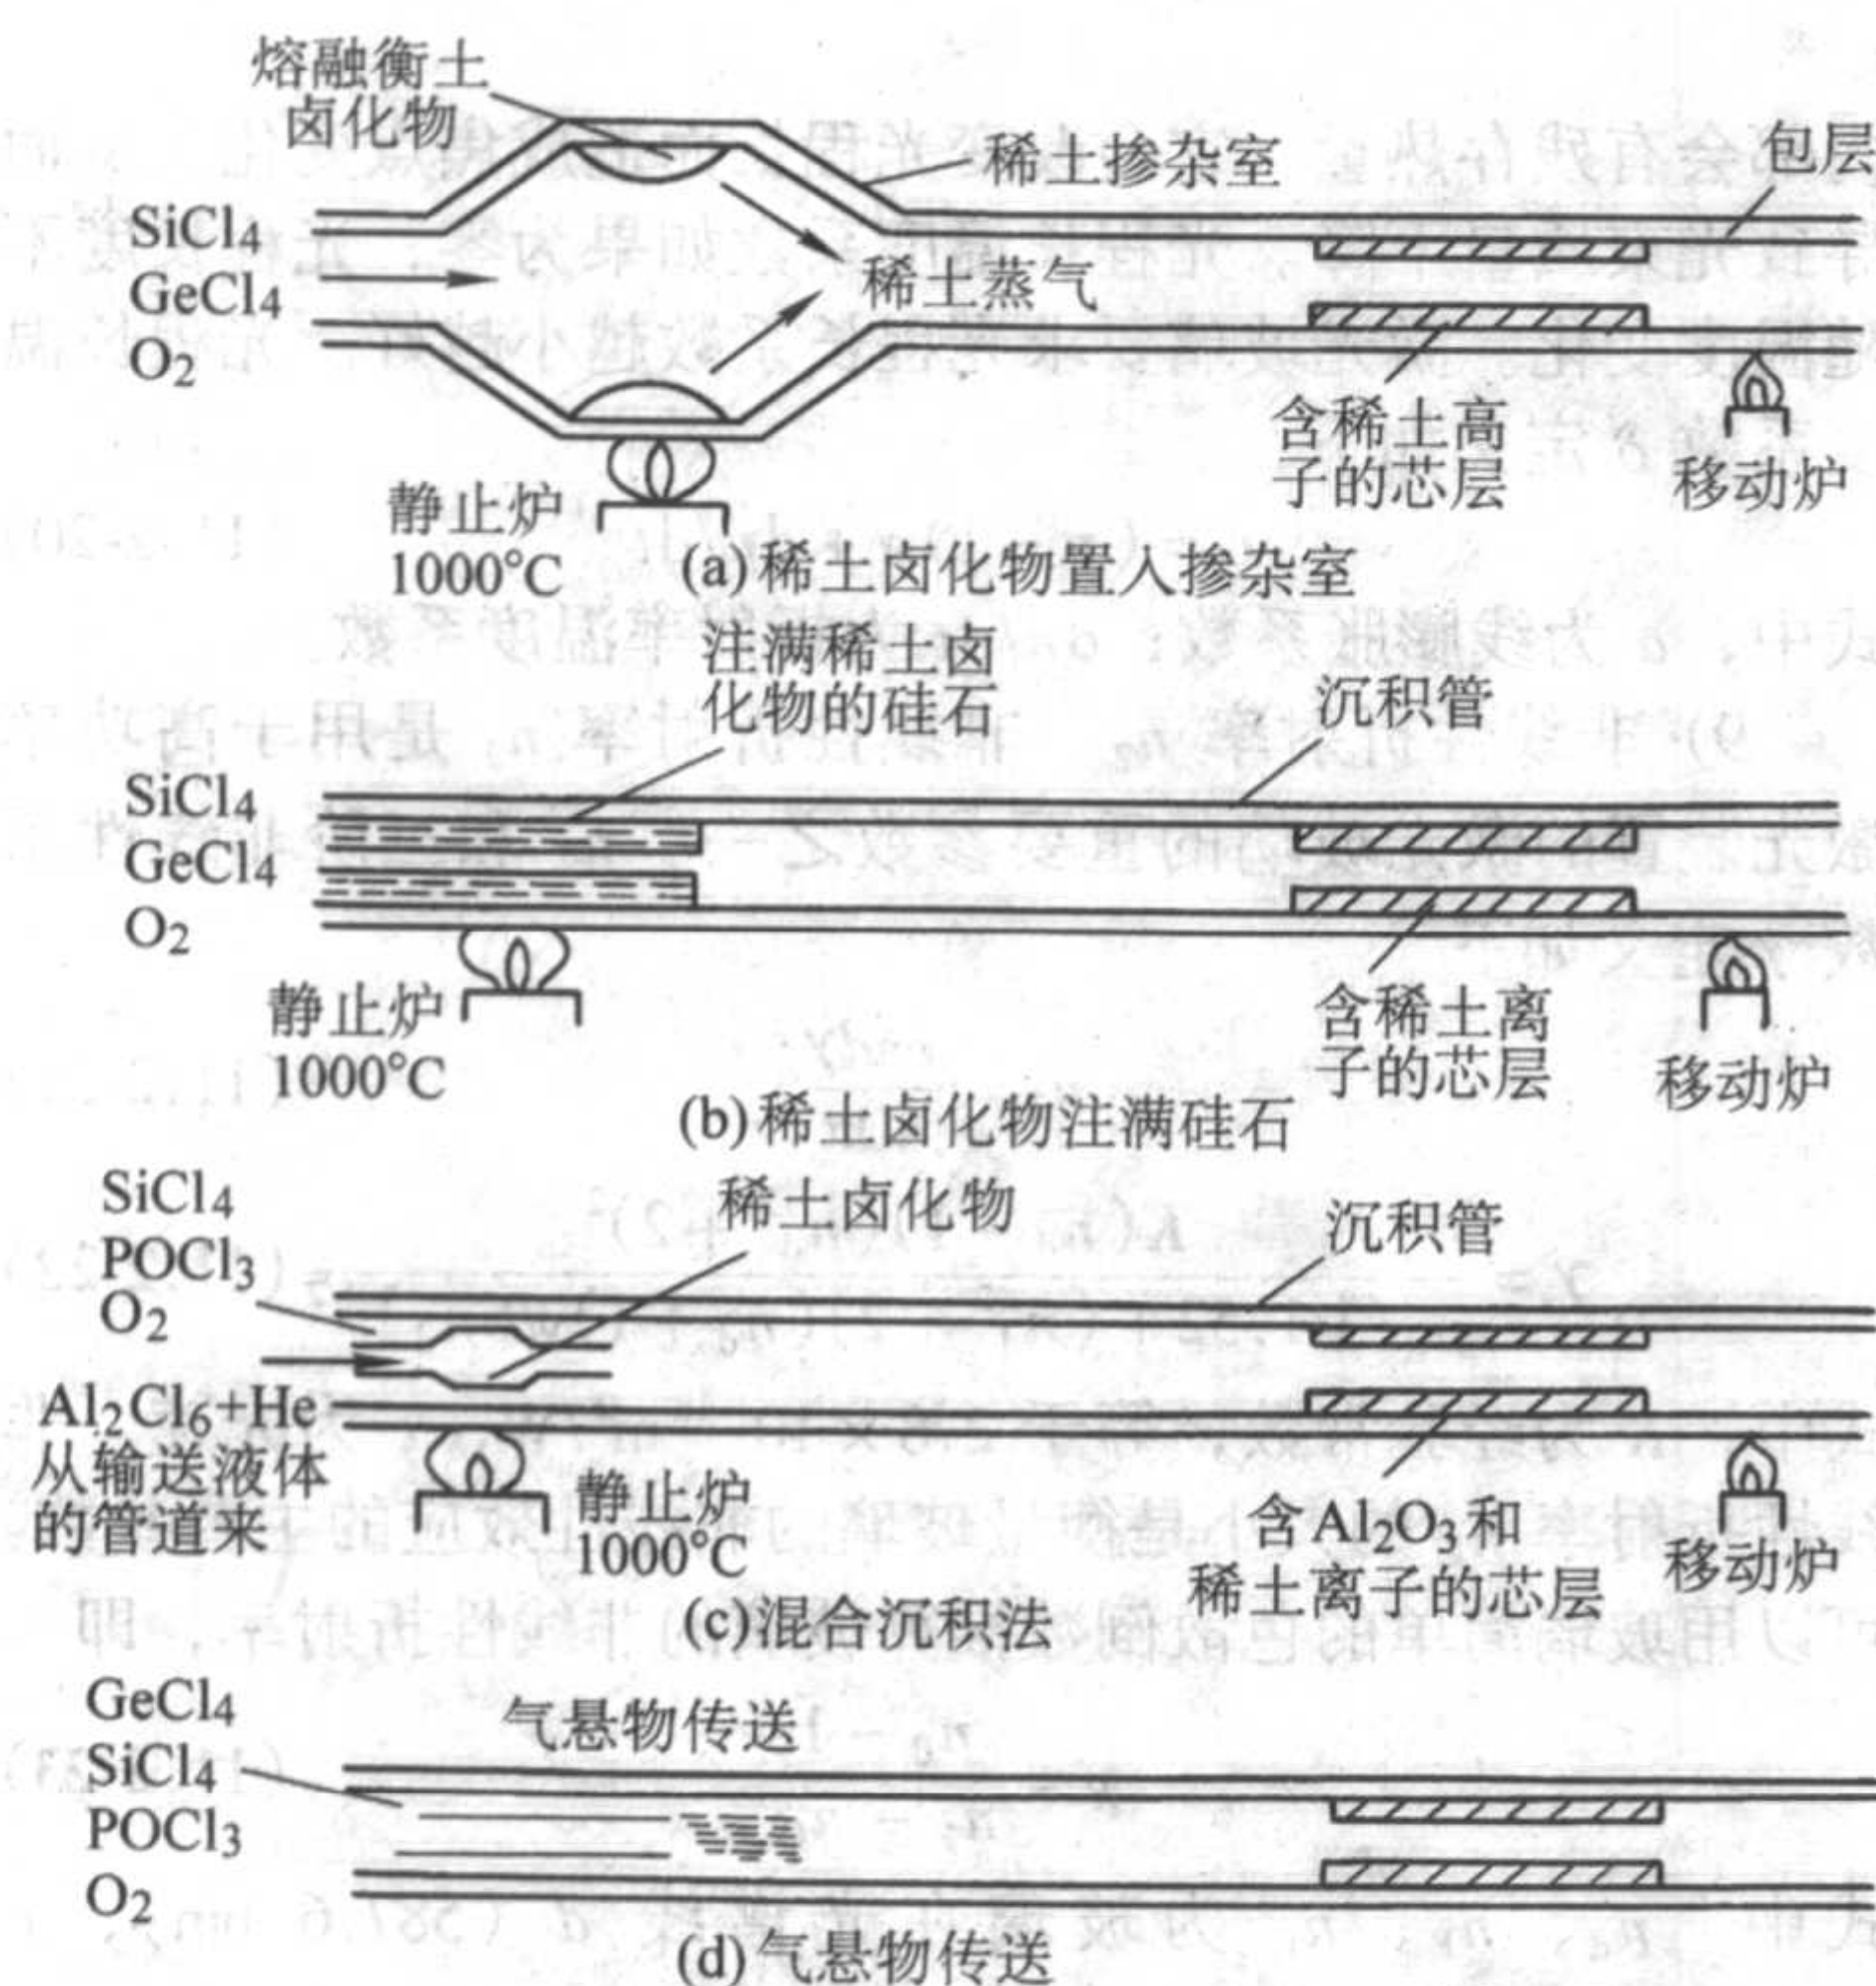 熔融衡土
卤化物
稀土掺杂室
包层
SiCl4
GeCl4
O2
稀土蒸气
含稀土高
子的芯层
移动炉
静止炉
1000°C
(a)稀土卤化物置入掺杂室
注满稀土卤
化物的硅石
沉积管
SiCl4
GeCl4
O2
静止炉
1000°C
含稀土离
子的芯层
移动炉
(b)稀土卤化物注满硅石
SiCl4
POCl3
O2
稀土卤化物
沉积管
Al2Cl6+He
从输送液体
的管道来
静止炉
1000°C
含Al2O3和
稀土离子的芯层
移动炉
(c)混合沉积法
GeCl4
SiCl4
POCl3
O2
气悬物传送
(d)气悬物传送